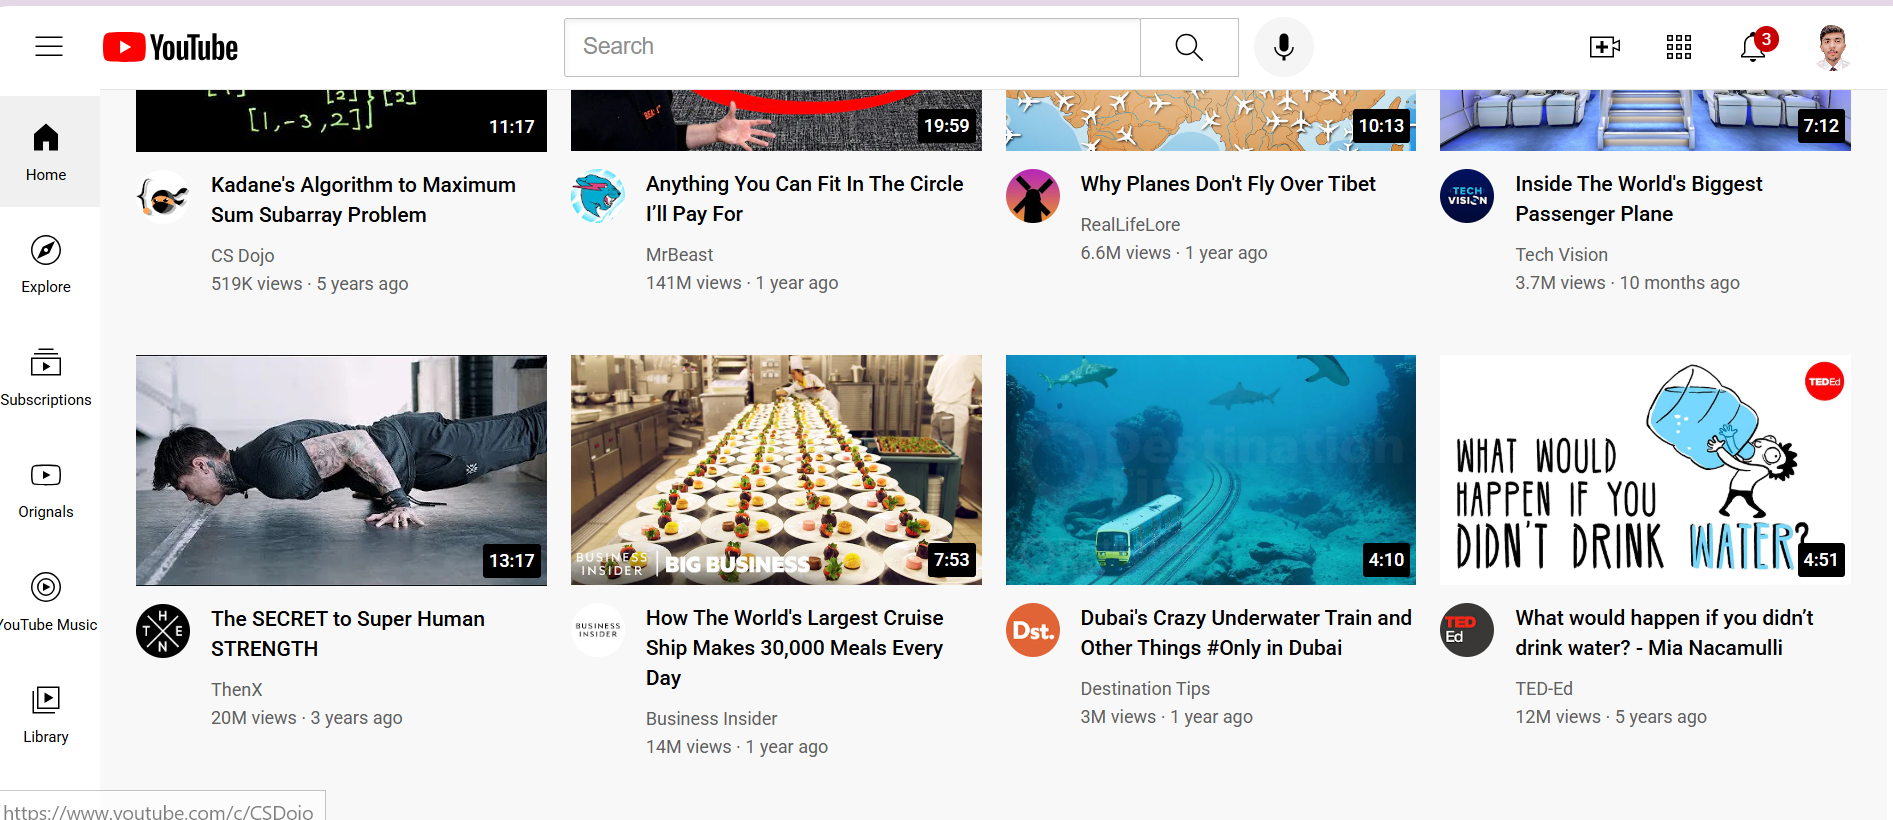 YouTube
Search
3
[2]
[2]
[1,-3,2]
11:17
19:59
10:13
7:12
Home
Explore
Subscriptions
Orignals
YouTube Music
Library
Kadane's Algorithm to Maximum
Sum Subarray Problem
CS Dojo
519K views · 5 years ago
Anything You Can Fit In The Circle
I’ll Pay For
MrBeast
141M views · 1 year ago
Why Planes Don't Fly Over Tibet
RealLifeLore
6.6M views · 1 year ago
TECH
VISION
Inside The World's Biggest
Passenger Plane
Tech Vision
3.7M views · 10 months ago
13:17
BUSINESS
INSIDER
BIG BUSINESS
7:53
Destination
4:10
TEDEd
WHAT WOULD
HAPPEN IF YOU
DIDN'T DRINK WATER?
4:51
THEN
X
The SECRET to Super Human
STRENGTH
ThenX
20M views · 3 years ago
BUSINESS
INSIDER
How The World's Largest Cruise
Ship Makes 30,000 Meals Every
Day
Business Insider
14M views · 1 year ago
Dst.
Dubai's Crazy Underwater Train and
Other Things #Only in Dubai
Destination Tips
3M views · 1 year ago
TED
Ed
What would happen if you didn’t
drink water? - Mia Nacamulli
TED-Ed
12M views · 5 years ago
https://www.youtube.com/c/CSDojo